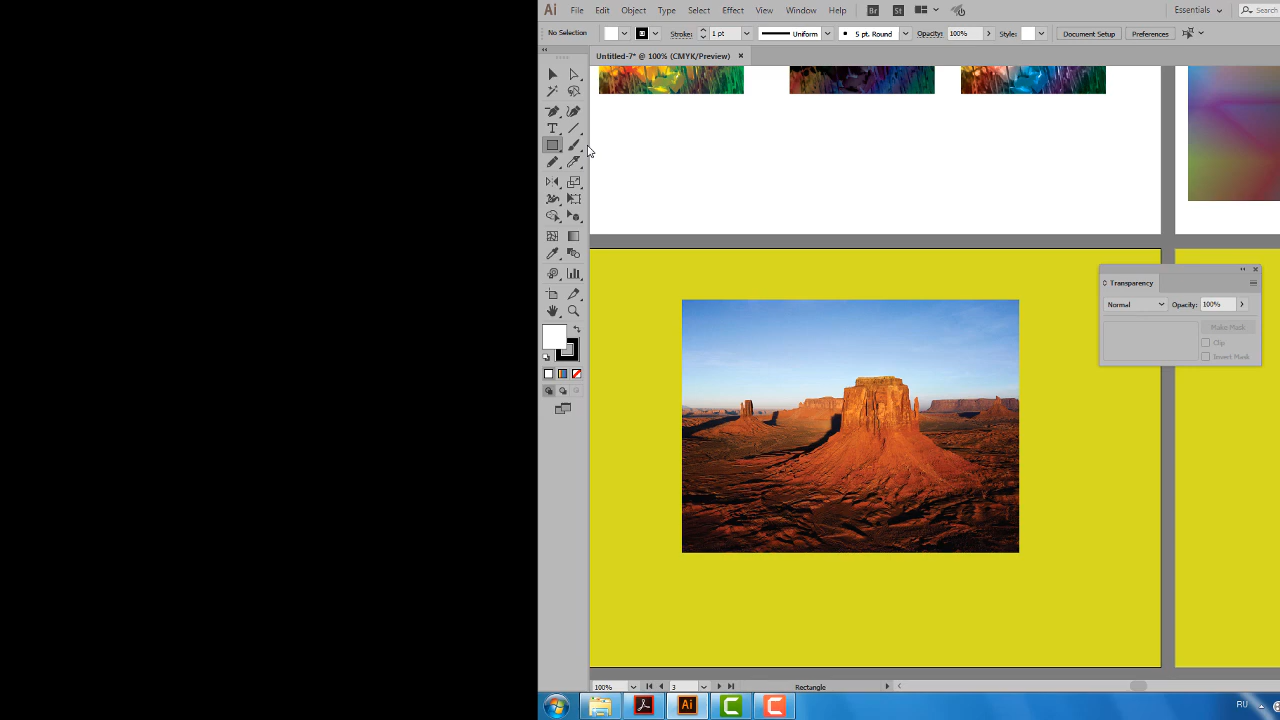 Ai File Edit Object Type Select Effect View Window Help Br St Essentials Search
No Selection Stroke: 1 pt Uniform 5 pt. Round Opacity: 100% Style: Document Setup Preferences
Untitled-7* @ 100% (CMYK/Preview)
T
Transparency
Normal Opacity: 100%
Make Mask
Clip
Invert Mask
100% 3 Rectangle
Ai C C RU